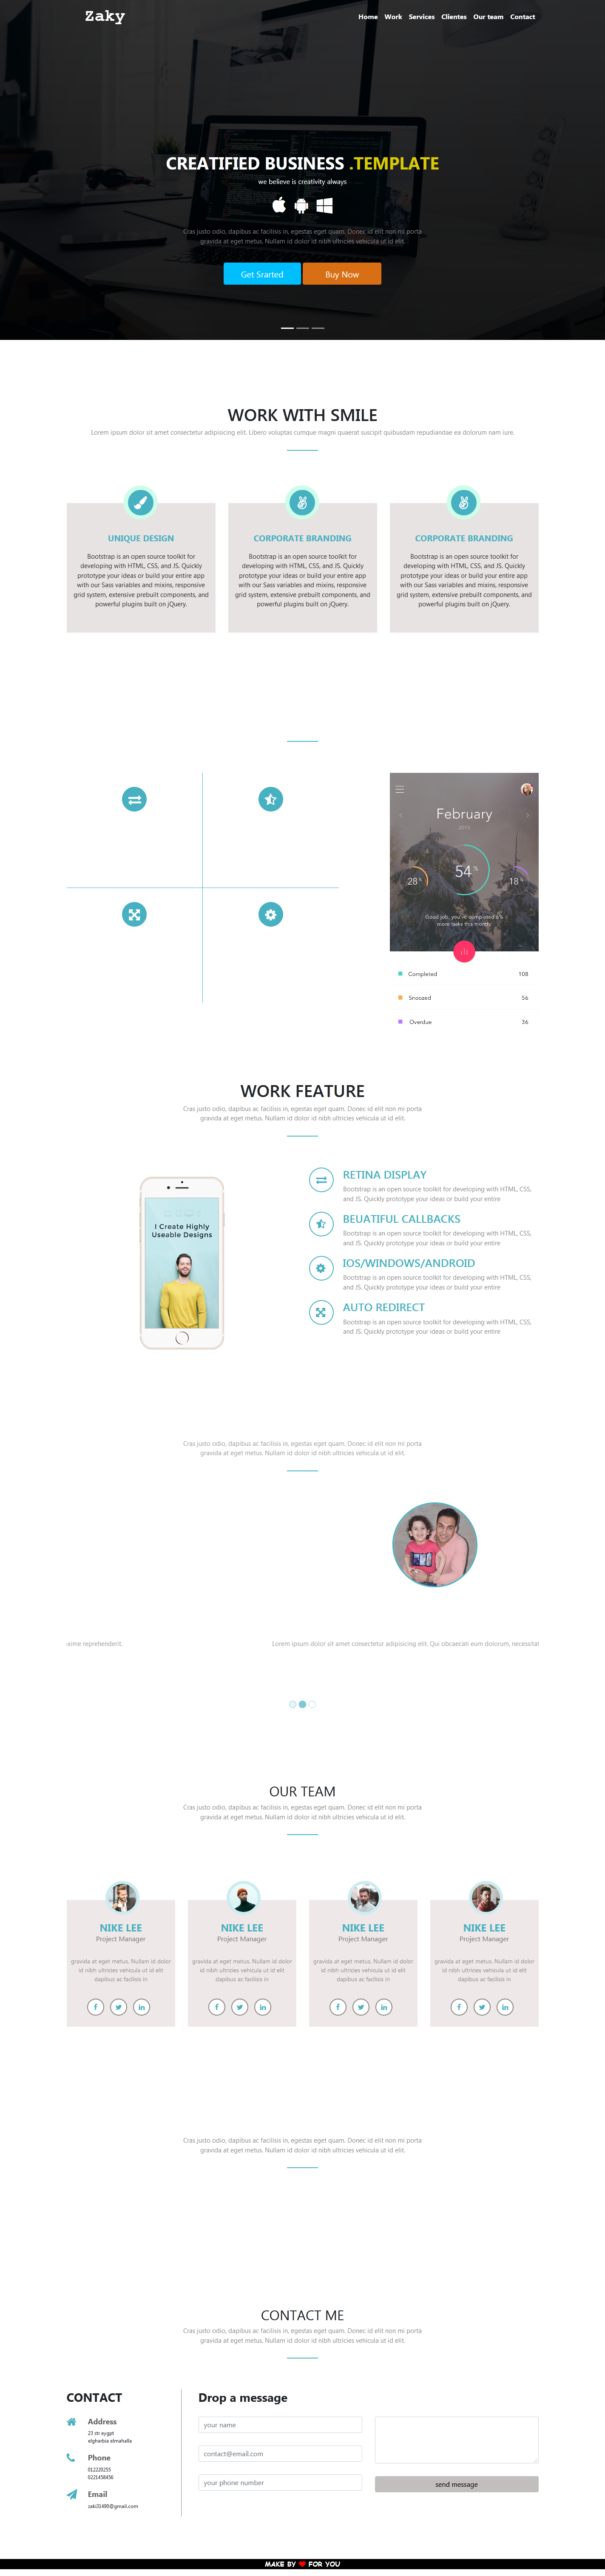 Zaky
Home Work Services Clientes Our team Contact
CREATIFIED BUSINESS .TEMPLATE
we believe is creativity always
Cras justo odio, dapibus ac facilisis in, egestas eget quam. Donec id elit non mi porta
gravida at eget metus. Nullam id dolor id nibh ultricies vehicula ut id elit.
Get Srarted
Buy Now
WORK WITH SMILE
Lorem ipsum dolor sit amet consectetur adipisicing elit. Libero voluptas cumque magni quaerat suscipit quibusdam repudiandae ea dolorum nam iure.
UNIQUE DESIGN
Bootstrap is an open source toolkit for
developing with HTML, CSS, and JS. Quickly
prototype your ideas or build your entire app
with our Sass variables and mixins, responsive
grid system, extensive prebuilt components, and
powerful plugins built on jQuery.
CORPORATE BRANDING
Bootstrap is an open source toolkit for
developing with HTML, CSS, and JS. Quickly
prototype your ideas or build your entire app
with our Sass variables and mixins, responsive
grid system, extensive prebuilt components, and
powerful plugins built on jQuery.
CORPORATE BRANDING
Bootstrap is an open source toolkit for
developing with HTML, CSS, and JS. Quickly
prototype your ideas or build your entire app
with our Sass variables and mixins, responsive
grid system, extensive prebuilt components, and
powerful plugins built on jQuery.
February
2015
28 %
54 %
18 %
Good job, you've completed 6%
more tasks this month.
Completed 108
Snoozed 56
Overdue 36
WORK FEATURE
Cras justo odio, dapibus ac facilisis in, egestas eget quam. Donec id elit non mi porta
gravida at eget metus. Nullam id dolor id nibh ultricies vehicula ut id elit.
I Create Highly
Useable Designs
RETINA DISPLAY
Bootstrap is an open source toolkit for developing with HTML, CSS,
and JS. Quickly prototype your ideas or build your entire
BEUATIFUL CALLBACKS
Bootstrap is an open source toolkit for developing with HTML, CSS,
and JS. Quickly prototype your ideas or build your entire
IOS/WINDOWS/ANDROID
Bootstrap is an open source toolkit for developing with HTML, CSS,
and JS. Quickly prototype your ideas or build your entire
AUTO REDIRECT
Bootstrap is an open source toolkit for developing with HTML, CSS,
and JS. Quickly prototype your ideas or build your entire
Cras justo odio, dapibus ac facilisis in, egestas eget quam. Donec id elit non mi porta
gravida at eget metus. Nullam id dolor id nibh ultricies vehicula ut id elit.
xime reprehenderit.
Lorem ipsum dolor sit amet consectetur adipisicing elit. Qui obcaecati eum dolorum, necessitat
OUR TEAM
Cras justo odio, dapibus ac facilisis in, egestas eget quam. Donec id elit non mi porta
gravida at eget metus. Nullam id dolor id nibh ultricies vehicula ut id elit.
NIKE LEE
Project Manager
gravida at eget metus. Nullam id dolor
id nibh ultricies vehicula ut id elit
dapibus ac facilisis in
NIKE LEE
Project Manager
gravida at eget metus. Nullam id dolor
id nibh ultricies vehicula ut id elit
dapibus ac facilisis in
NIKE LEE
Project Manager
gravida at eget metus. Nullam id dolor
id nibh ultricies vehicula ut id elit
dapibus ac facilisis in
NIKE LEE
Project Manager
gravida at eget metus. Nullam id dolor
id nibh ultricies vehicula ut id elit
dapibus ac facilisis in
Cras justo odio, dapibus ac facilisis in, egestas eget quam. Donec id elit non mi porta
gravida at eget metus. Nullam id dolor id nibh ultricies vehicula ut id elit.
CONTACT ME
Cras justo odio, dapibus ac facilisis in, egestas eget quam. Donec id elit non mi porta
gravida at eget metus. Nullam id dolor id nibh ultricies vehicula ut id elit.
CONTACT
Address
23 str eygpt
elgharbia elmahalla
Phone
012220255
0221458456
Email
zaki31490@gmail.com
Drop a message
your name
contact@email.com
your phone number
send message
MAKE BY ❤ FOR YOU